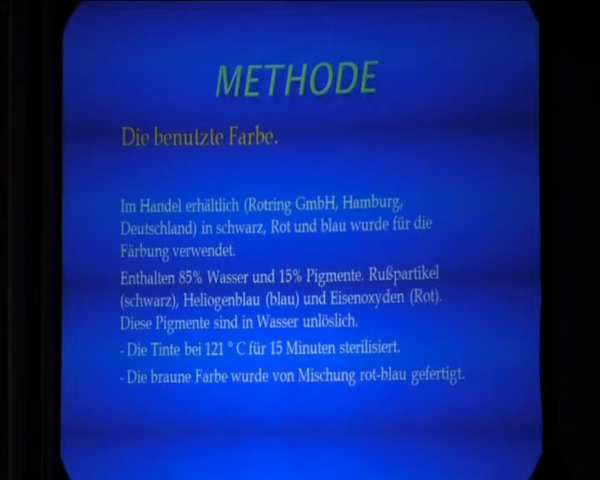 METHODE
Die benutzte Farbe.
Im Handel erhältlich (Rotring GmbH, Hamburg,
Deutschland) in schwarz, Rot und blau wurde für die
Färbung verwendet.
Enthalten 85% Wasser und 15% Pigmente. Rußpartikel
(schwarz), Heliogenblau (blau) und Eisenoxyden (Rot).
Diese Pigmente sind in Wasser unlöslich.
- Die Tinte bei 121 ° C für 15 Minuten sterilisiert.
- Die braune Farbe wurde von Mischung rot-blau gefertigt.